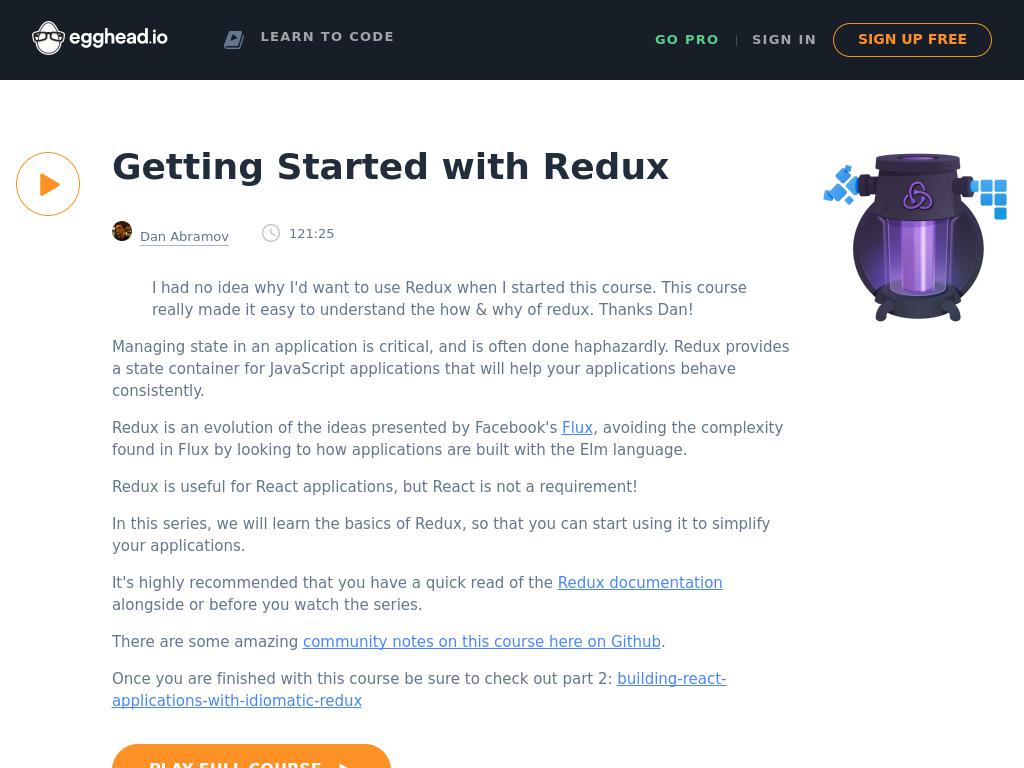 egghead.io
LEARN TO CODE
GO PRO
SIGN IN
SIGN UP FREE
Getting Started with Redux
Dan Abramov
121:25
I had no idea why I'd want to use Redux when I started this course. This course
really made it easy to understand the how & why of redux. Thanks Dan!
Managing state in an application is critical, and is often done haphazardly. Redux provides
a state container for JavaScript applications that will help your applications behave
consistently.
Redux is an evolution of the ideas presented by Facebook's Flux, avoiding the complexity
found in Flux by looking to how applications are built with the Elm language.
Redux is useful for React applications, but React is not a requirement!
In this series, we will learn the basics of Redux, so that you can start using it to simplify
your applications.
It's highly recommended that you have a quick read of the Redux documentation
alongside or before you watch the series.
There are some amazing community notes on this course here on Github.
Once you are finished with this course be sure to check out part 2: building-react-
applications-with-idiomatic-redux
PLAY FULL COURSE